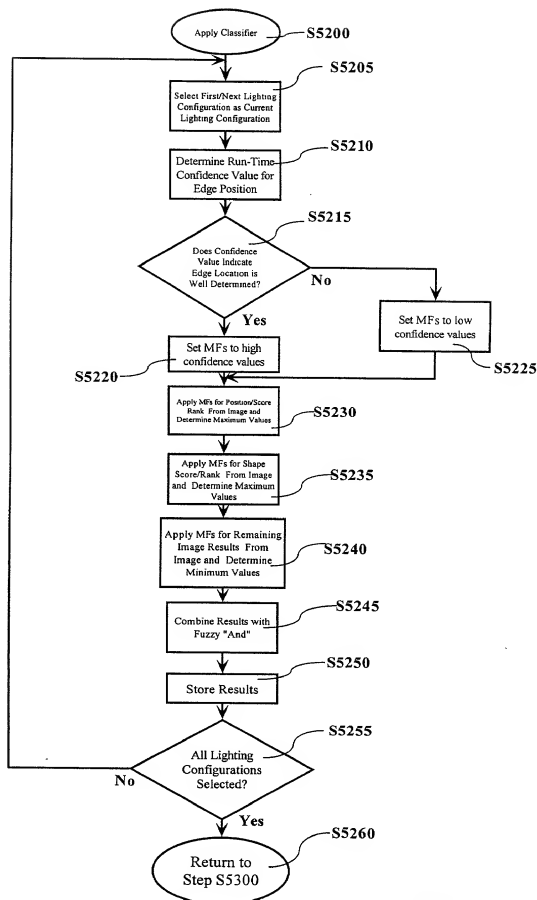 Apply Classifier
S5200
S5205
Select First/Next Lighting
Configuration as Current
Lighting Configuration
S5210
Determine Run-Time
Confidence Value for
Edge Position
S5215
Does Confidence
Value Indicate
Edge Location is
Well Determined?
No
Yes
Set MFs to high
confidence values
S5220
Set MFs to low
confidence values
S5225
Apply MFs for Position/Score
Rank From Image and
Determine Maximum Values
S5230
Apply MFs for Shape
Score/Rank From Image
and Determine Maximum
Values
S5235
Apply MFs for Remaining
Image Results From
Image and Determine
Minimum Values
S5240
Combine Results with
Fuzzy "And"
S5245
Store Results
S5250
All Lighting
Configurations
Selected?
S5255
No
Yes
Return to
Step S5300
S5260